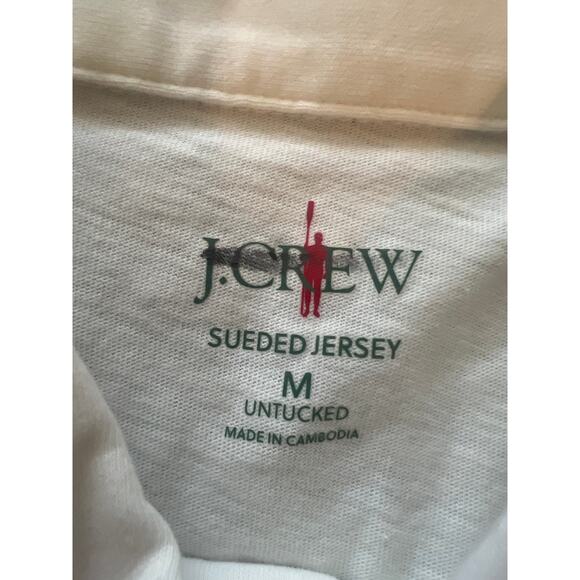 J.CREW
SUEDED JERSEY
M
UNTUCKED
MADE IN CAMBODIA